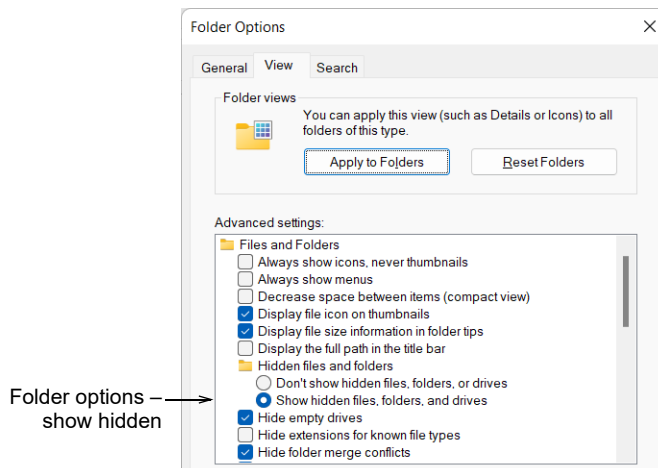 Folder Options
General View Search
Folder views
You can apply this view (such as Details or Icons) to all
folders of this type.
Apply to Folders Reset Folders
Advanced settings:
Files and Folders
Always show icons, never thumbnails
Always show menus
Decrease space between items (compact view)
Display file icon on thumbnails
Display file size information in folder tips
Display the full path in the title bar
Hidden files and folders
Don't show hidden files, folders, or drives
Folder options –
show hidden
Show hidden files, folders, and drives
Hide empty drives
Hide extensions for known file types
Hide folder merge conflicts